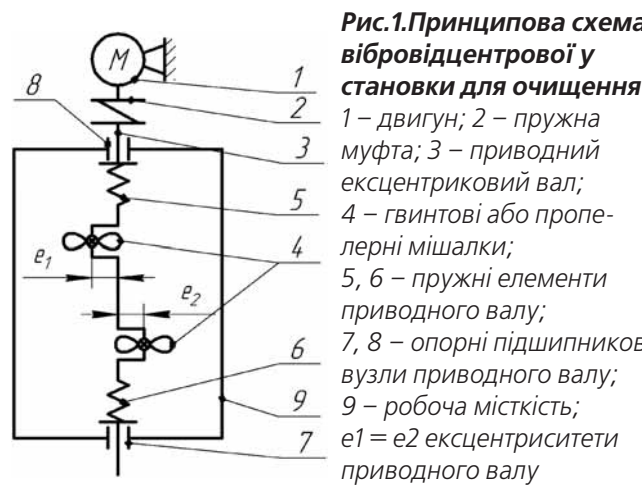 Рис.1.Принципова схема
вібровідцентрової у
становки для очищення
1 – двигун; 2 – пружна
муфта; 3 – приводний
ексцентриковий вал;
4 – гвинтові або пропе-
лерні мішалки;
5, 6 – пружні елементи
приводного валу;
7, 8 – опорні підшипников
вузли приводного валу;
9 – робоча місткість;
e1 = e2 ексцентриситети
приводного валу
M
1
8
2
3
5
4
e1
e2
6
9
7